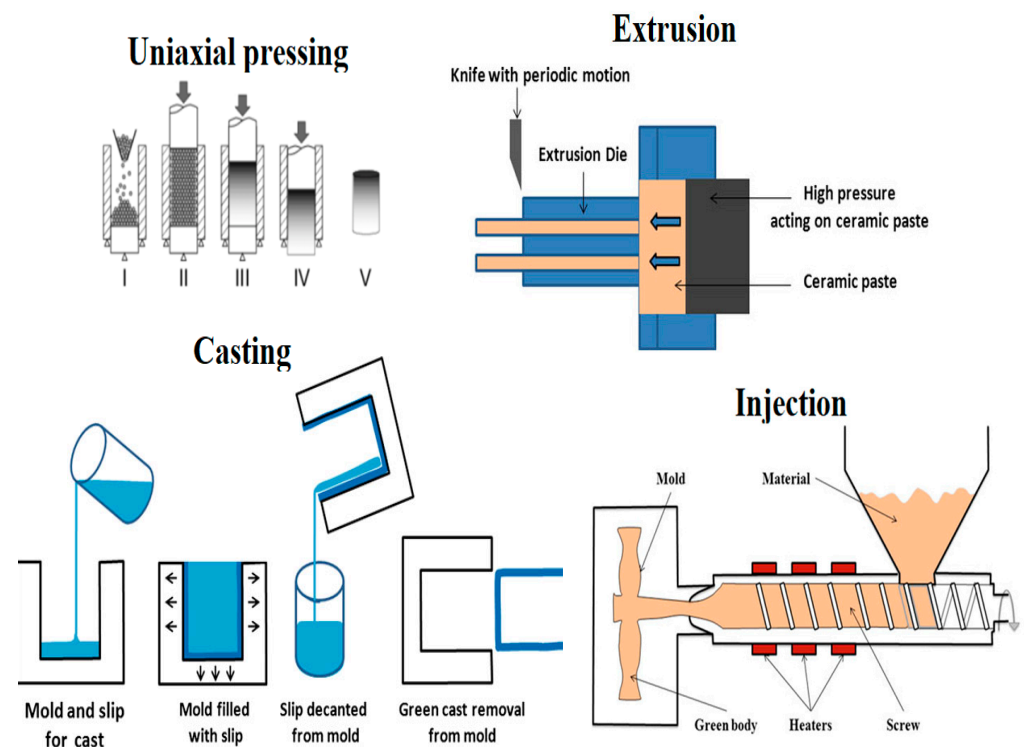 Uniaxial pressing
I II III IV V
Extrusion
Knife with periodic motion
Extrusion Die
High pressure
acting on ceramic paste
Ceramic paste
Casting
Mold and slip
for cast
Mold filled
with slip
Slip decanted
from mold
Green cast removal
from mold
Injection
Mold
Material
Green body
Heaters
Screw